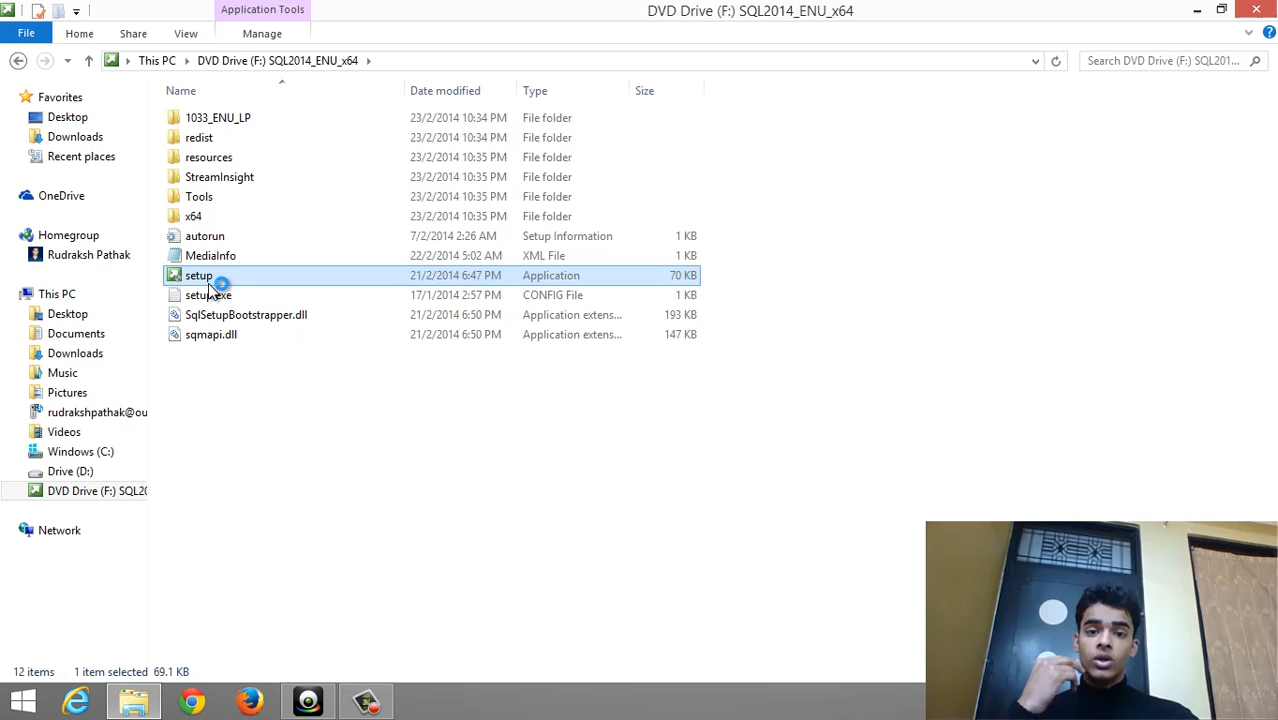 Application Tools
DVD Drive (F:) SQL2014_ENU_x64
File Home Share View Manage
This PC DVD Drive (F:) SQL2014_ENU_x64
Search DVD Drive (F:) SQL201...
Name Date modified Type Size
Favorites
Desktop
Downloads
Recent places
OneDrive
Homegroup
Rudraksh Pathak
This PC
Desktop
Documents
Downloads
Music
Pictures
rudrakshpathak@ou
Videos
Windows (C:)
Drive (D:)
DVD Drive (F:) SQL20
Network
1033_ENU_LP 23/2/2014 10:34 PM File folder
redist 23/2/2014 10:34 PM File folder
resources 23/2/2014 10:35 PM File folder
StreamInsight 23/2/2014 10:35 PM File folder
Tools 23/2/2014 10:35 PM File folder
x64 23/2/2014 10:35 PM File folder
autorun 7/2/2014 2:26 AM Setup Information 1 KB
MediaInfo 22/2/2014 5:02 AM XML File 1 KB
setup 21/2/2014 6:47 PM Application 70 KB
setup.exe 17/1/2014 2:57 PM CONFIG File 1 KB
SqlSetupBootstrapper.dll 21/2/2014 6:50 PM Application extens... 193 KB
sqmapi.dll 21/2/2014 6:50 PM Application extens... 147 KB
12 items 1 item selected 69.1 KB